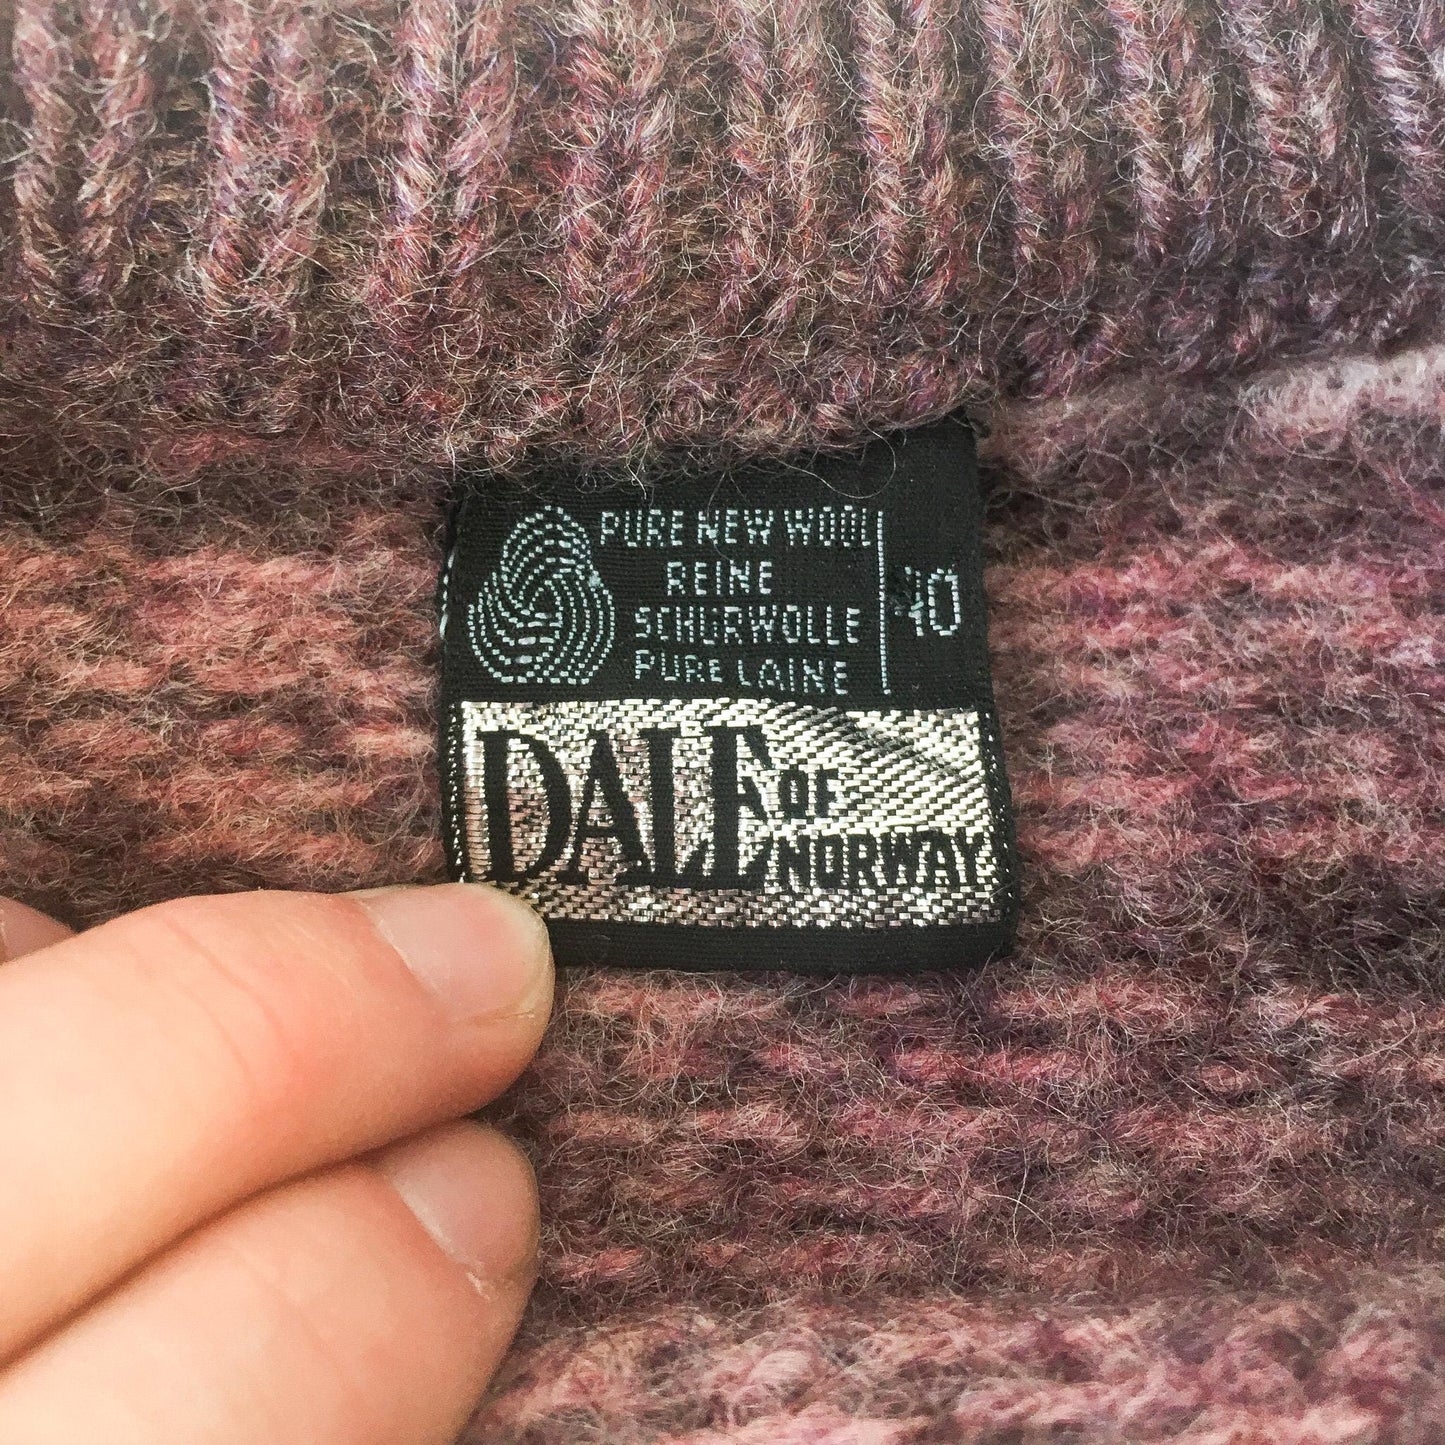 PURE NEW WOOL
REINE
SCHURWOLLE
PURE LAINE
40
DALE OF NORWAY